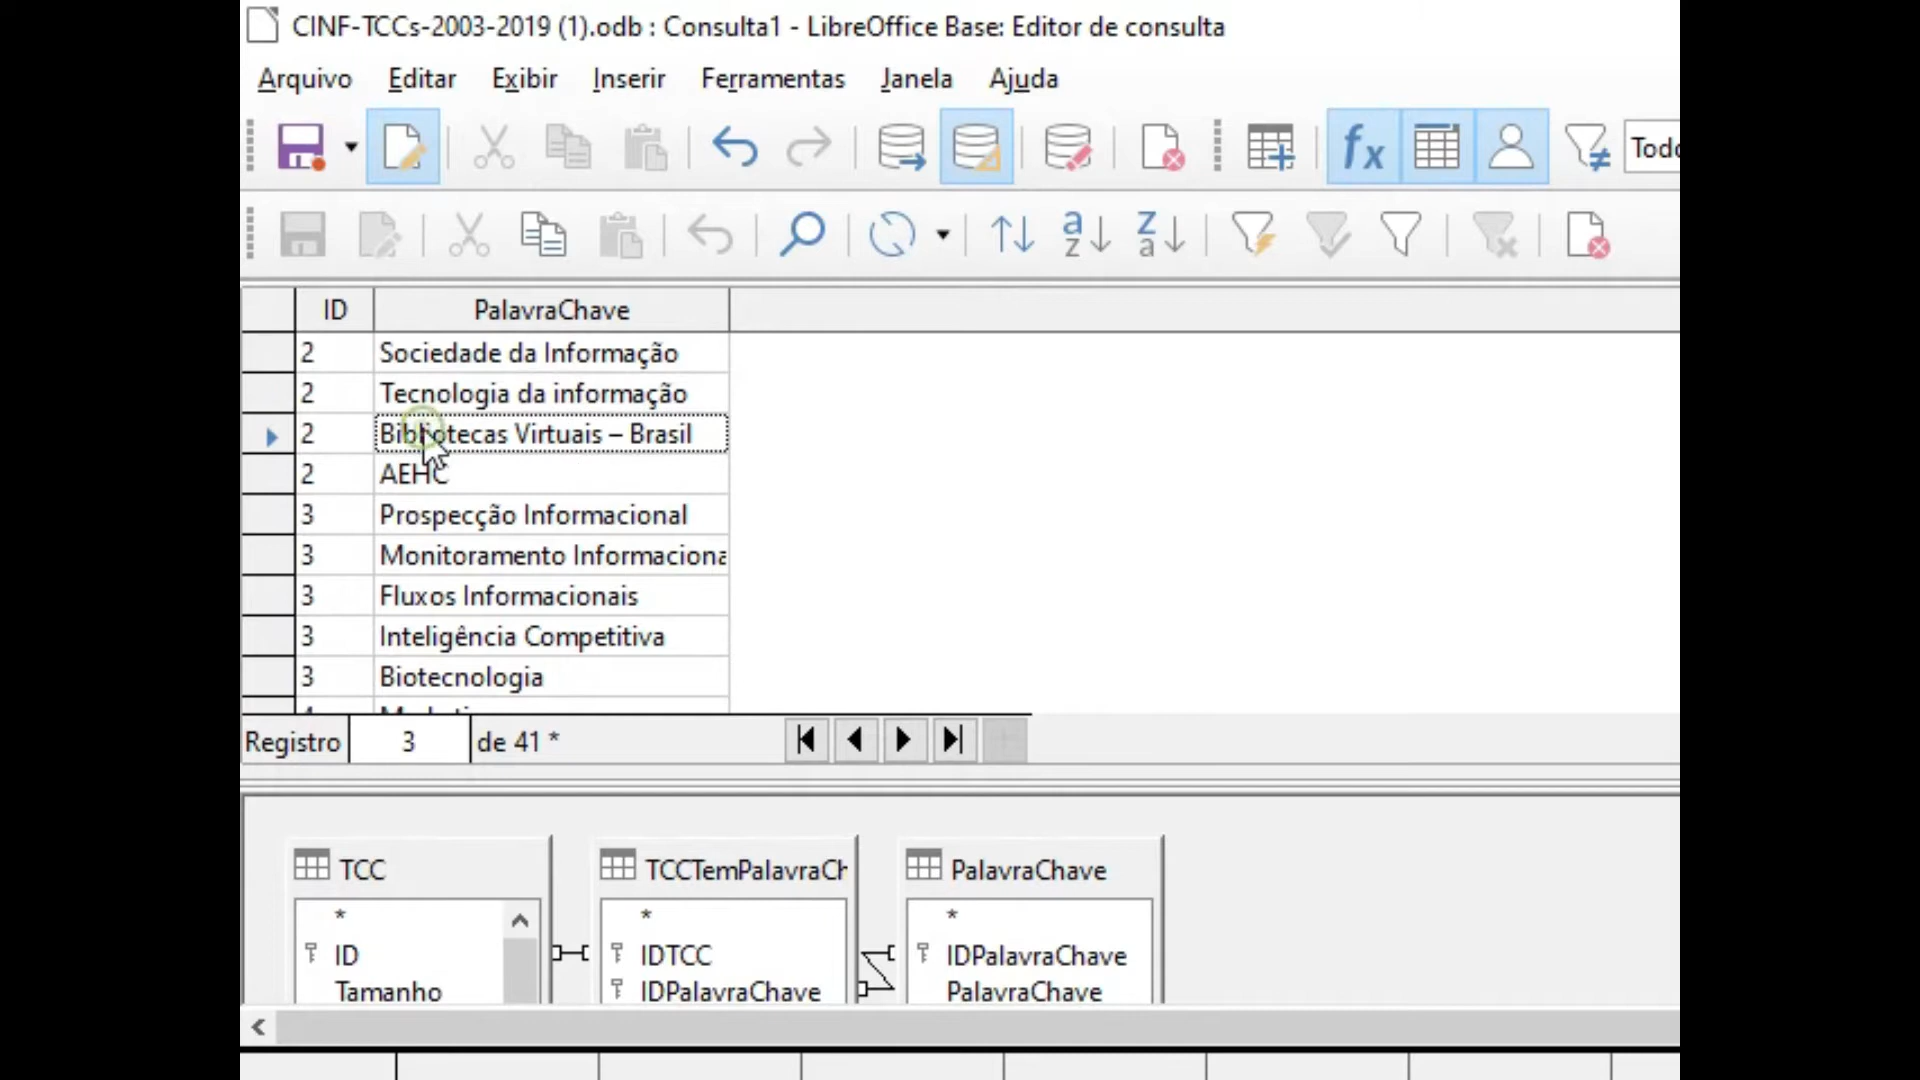 CINF-TCCs-2003-2019 (1).odb : Consulta1 - LibreOffice Base: Editor de consulta
Arquivo Editar Exibir Inserir Ferramentas Janela Ajuda
fx Todo
a z z a
ID PalavraChave
2 Sociedade da Informação
2 Tecnologia da informação
2 Bibliotecas Virtuais – Brasil
2 AEHC
3 Prospecção Informacional
3 Monitoramento Informaciona
3 Fluxos Informacionais
3 Inteligência Competitiva
3 Biotecnologia
Registro 3 de 41 *
TCC TCCTemPalavraCh PalavraChave
* * *
ID IDTCC IDPalavraChave
Tamanho IDPalavraChave PalavraChave